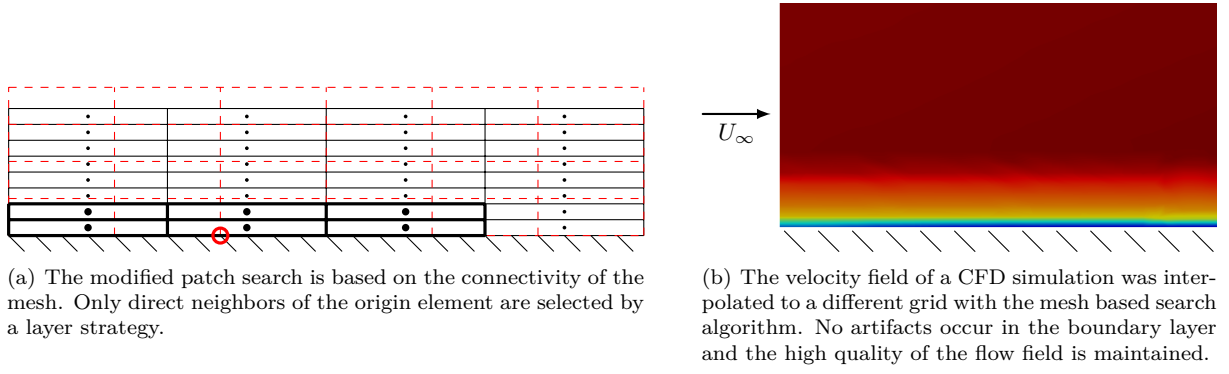 U∞
(a) The modified patch search is based on the connectivity of the
mesh. Only direct neighbors of the origin element are selected by
a layer strategy.
(b) The velocity field of a CFD simulation was inter-
polated to a different grid with the mesh based search
algorithm. No artifacts occur in the boundary layer
and the high quality of the flow field is maintained.